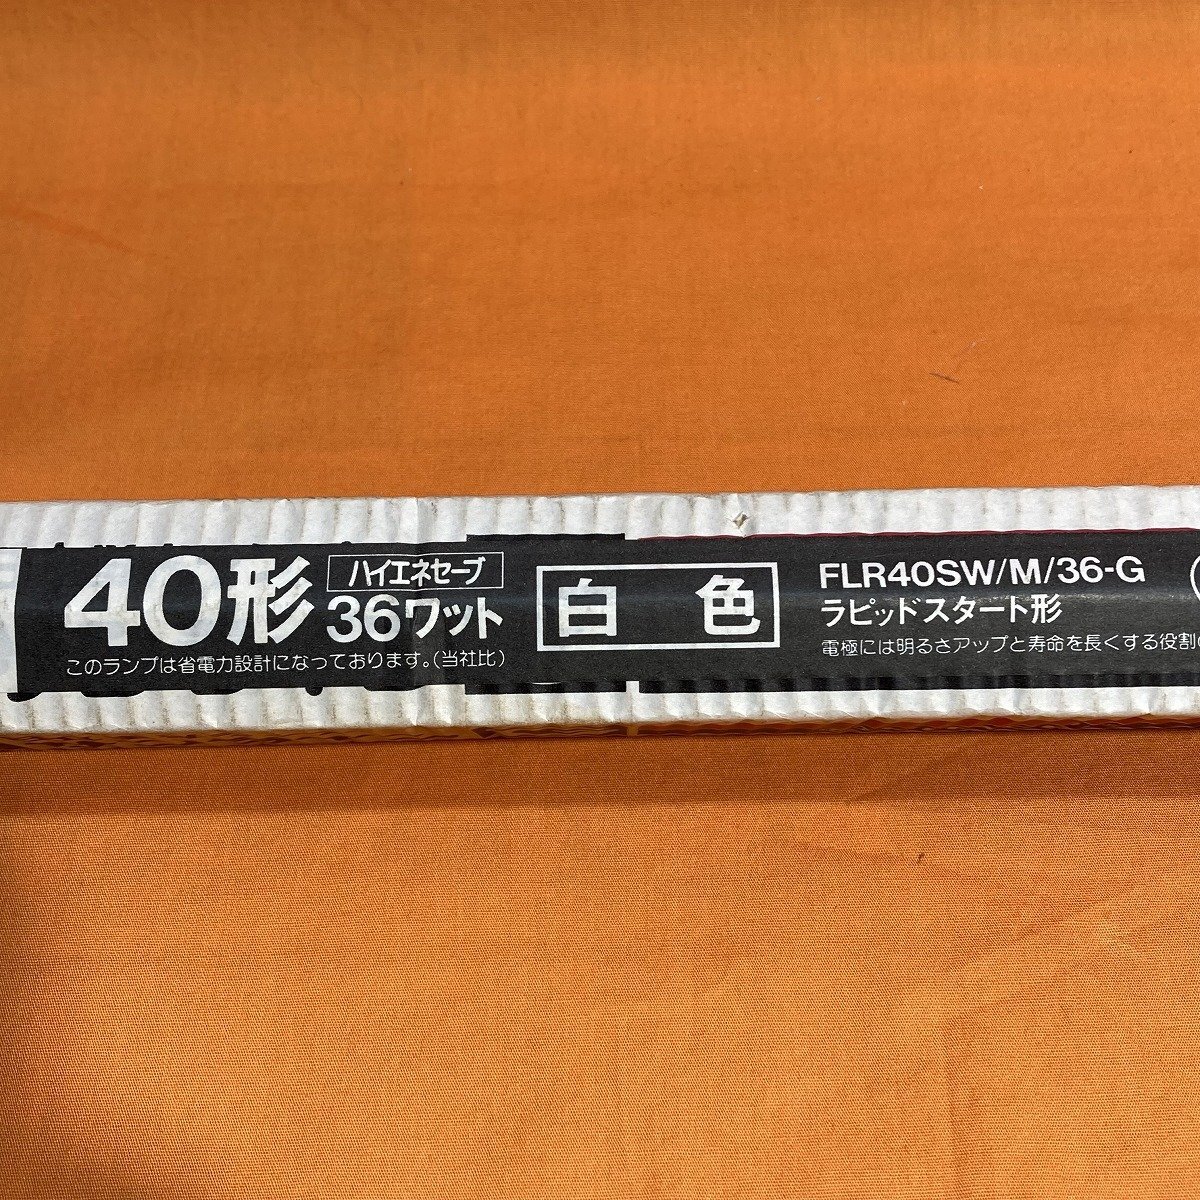 40形
ハイエネセーブ
36ワット
このランプは省電力設計になっております。(当社比)
白 色
FLR40SW/M/36-G
ラピッドスタート形
電極には明るさアップと寿命を長くする役割の